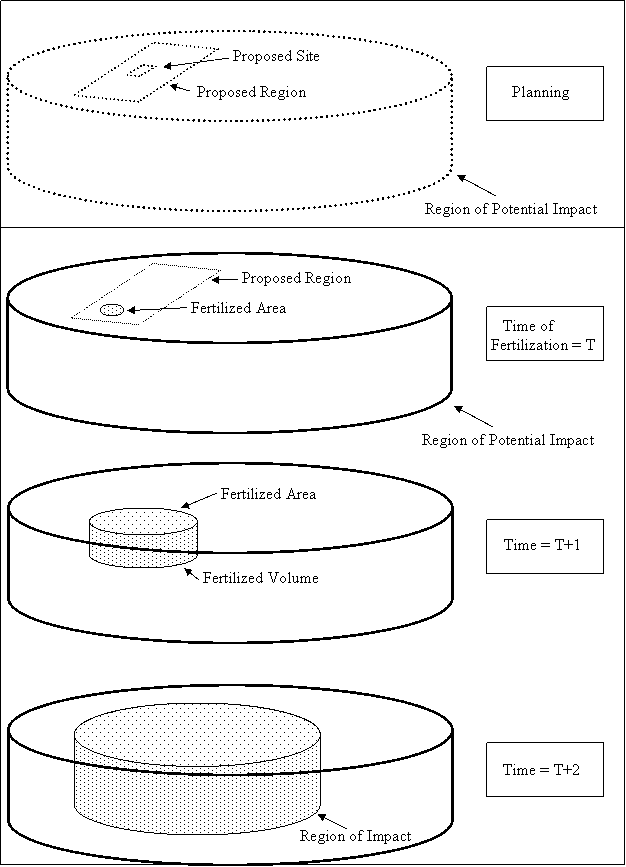 Proposed Site
Proposed Region
Planning
Region of Potential Impact
Proposed Region
Fertilized Area
Time of
Fertilization = T
Region of Potential Impact
Fertilized Area
Time = T+1
Fertilized Volume
Time = T+2
Region of Impact